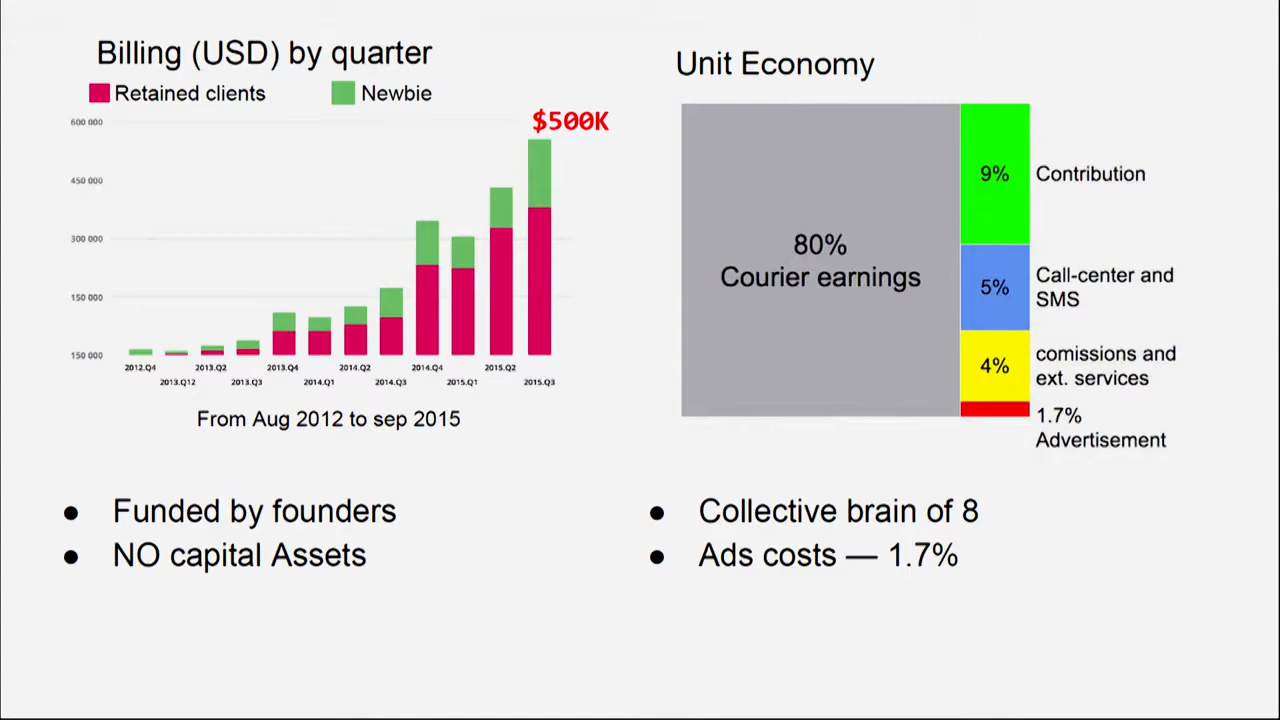 Billing (USD) by quarter
Retained clients
Newbie
$500K
600 000
450 000
300 000
150 000
150 000
2012.Q4
2013.Q12
2013.Q2
2013.Q3
2013.Q4
2014.Q1
2014.Q2
2014.Q3
2014.Q4
2015.Q1
2015.Q2
2015.Q3
From Aug 2012 to sep 2015
Unit Economy
80%
Courier earnings
9%
Contribution
5%
Call-center and
SMS
4%
comissions and
ext. services
1.7%
Advertisement
● Funded by founders
● NO capital Assets
● Collective brain of 8
● Ads costs — 1.7%